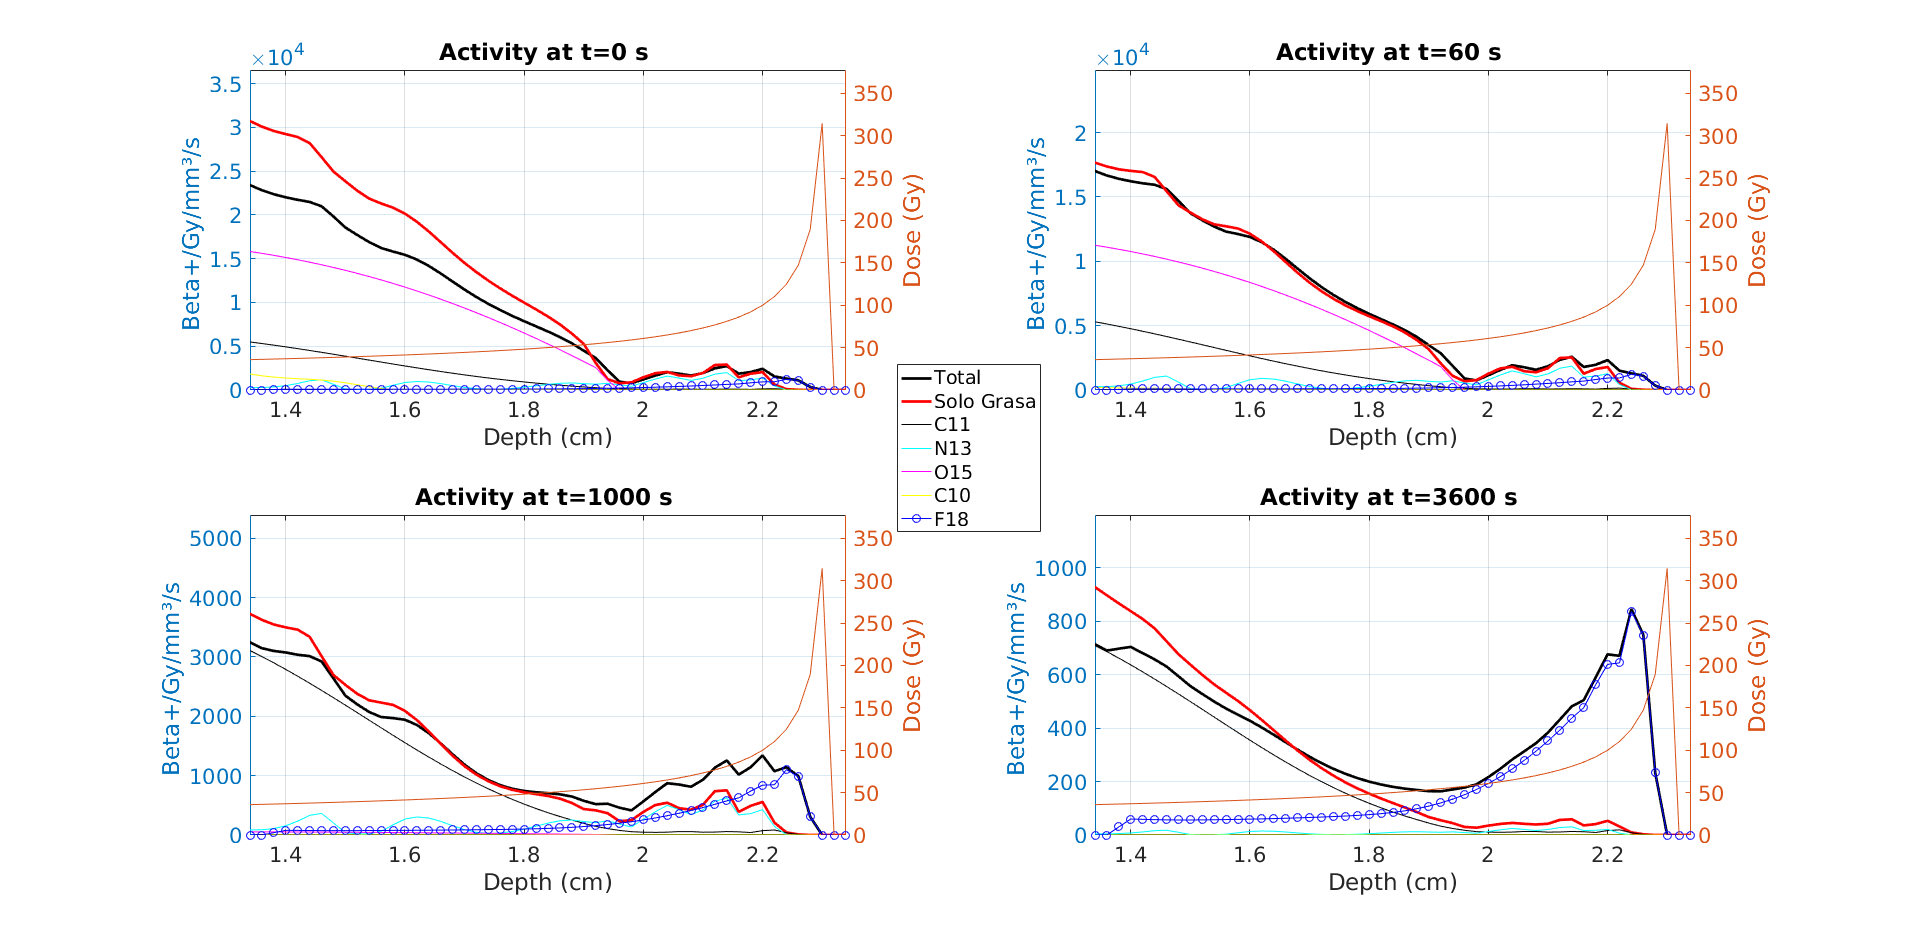 Activity at t=0 s
×10⁴
3.5
3
2.5
2
1.5
1
0.5
0
Beta+/Gy/mm³/s
350
300
250
200
150
100
50
0
Dose (Gy)
1.4 1.6 1.8 2 2.2
Depth (cm)
Activity at t=60 s
×10⁴
2
1.5
1
0.5
0
Beta+/Gy/mm³/s
350
300
250
200
150
100
50
0
Dose (Gy)
1.4 1.6 1.8 2 2.2
Depth (cm)
Total
Solo Grasa
C11
N13
O15
C10
F18
Activity at t=1000 s
5000
4000
3000
2000
1000
0
Beta+/Gy/mm³/s
350
300
250
200
150
100
50
0
Dose (Gy)
1.4 1.6 1.8 2 2.2
Depth (cm)
Activity at t=3600 s
1000
800
600
400
200
0
Beta+/Gy/mm³/s
350
300
250
200
150
100
50
0
Dose (Gy)
1.4 1.6 1.8 2 2.2
Depth (cm)